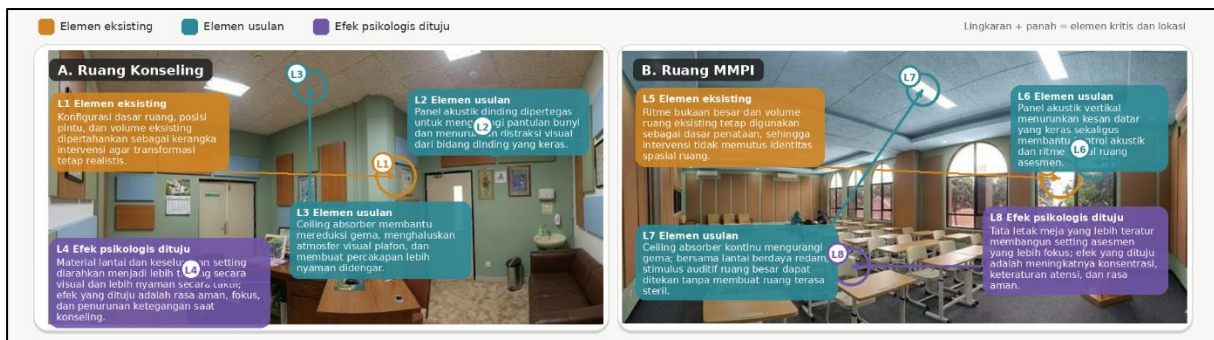 Elemen eksisting
Elemen usulan
Efek psikologis dituju
Lingkaran + panah = elemen kritis dan lokasi
A. Ruang Konseling
L3
L1 Elemen eksisting
Konfigurasi dasar ruang, posisi
pintu, dan volume eksisting
dipertahankan sebagai kerangka
intervensi agar transformasi
tetap realistis.
L2 Elemen usulan
Panel akustik dinding dipertegas
untuk pantulan bunyi
dan menurunkan distraksi visual
dari bidang dinding yang keras.
L2
L1
L3 Elemen usulan
Ceiling absorber membantu
mereduksi gema, menghaluskan
atmosfer visual plafon, dan
membuat percakapan lebih
nyaman didengar.
L4 Efek psikologis dituju
Material lantai dan setting
diarahkan menjadi lebih secara
visual dan lebih nyaman secara taktil;
efek yang dituju adalah rasa aman, fokus,
dan penurunan ketegangan saat
konseling.
L4
B. Ruang MMPI
L7
L5 Elemen eksisting
Ritme bukaan besar dan volume
ruang eksisting tetap digunakan
sebagai dasar penataan, sehingga
intervensi tidak memutus identitas
spasial ruang.
L6 Elemen usulan
Panel akustik vertikal
menurunkan kesan datar
yang keras sekaligus
membantu akustik
dan ritme ruang
asesmen.
L6
L7 Elemen usulan
Ceiling absorber kontinu mengurangi
gema; bersama lantai berdaya redam,
stimulus auditif ruang besar dapat
ditekan tanpa membuat ruang terasa
steril.
L8
L8 Efek psikologis dituju
Tata letak meja yang lebih teratur
membangun setting asesmen
yang lebih fokus; efek yang dituju
adalah meningkatnya konsentrasi,
keteraturan atensi, dan rasa
aman.